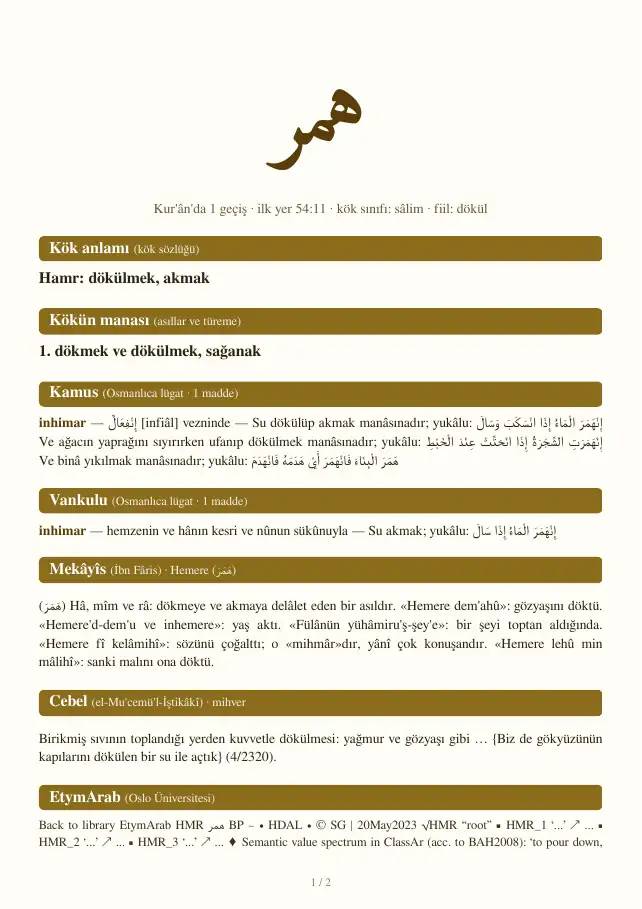 همر
Kur'ân'da 1 geçiş · ilk yer 54:11 · kök sınıfı: sâlim · fiil: dökül
Kök anlamı (kök sözlüğü)
Hamr: dökülmek, akmak
Kökün manası (asıllar ve türeme)
1. dökmek ve dökülmek, sağanak
Kamus (Osmanlıca lügat · 1 madde)
inhimar — إِنْفِعَالٌ [infiâl] vezninde — Su dökülüp akmak manâsınadır; yukâlu: إِنْهَمَرَ الْمَاءُ إِذَا انْسَكَبَ وَسَالَ
Ve ağacın yaprağını sıyırırken ufanıp dökülmek manâsınadır; yukâlu: إِنْهَمَرَتِ الشَّجَرَةُ إِذَا انْحَتَّتْ عِنْدَ الْخَبْطِ
Ve binâ yıkılmak manâsınadır; yukâlu: هَمَرَ الْبِنَاءَ فَانْهَمَرَ أَيْ هَدَمَهُ فَانْهَدَمَ
Vankulu (Osmanlıca lügat · 1 madde)
inhimar — hemzenin ve hânın kesri ve nûnun sükûnuyla — Su akmak; yukâlu: إِنْهَمَرَ الْمَاءُ إِذَا سَالَ
Mekâyîs (İbn Fâris) · Hemere (هَمَرَ)
(هَمَرَ) Hâ, mîm ve râ: dökmeye ve akmaya delâlet eden bir asıldır. «Hemere dem'ahû»: gözyaşını döktü.
«Hemere'd-dem'u ve inhemere»: yaş aktı. «Fülânün yühâmiru'ş-şey'e»: bir şeyi toptan aldığında.
«Hemere fî kelâmihî»: sözünü çoğalttı; o «mihmâr»dır, yânî çok konuşandır. «Hemere lehû min
mâlihî»: sanki malını ona döktü.
Cebel (el-Mu'cemü'l-İştikâkî) · mihver
Birikmiş sıvının toplandığı yerden kuvvetle dökülmesi: yağmur ve gözyaşı gibi … {Biz de gökyüzünün
kapılarını dökülen bir su ile açtık} (4/2320).
EtymArab (Oslo Üniversitesi)
Back to library EtymArab HMR همر BP – • HDAL • © SG | 20May2023 √HMR “root” ▪ HMR_1 ‘...’ ↗ ... ▪
HMR_2 ‘...’ ↗ ... ▪ HMR_3 ‘...’ ↗ ... ♦ Semantic value spectrum in ClassAr (acc. to BAH2008): ‘to pour down,
1 / 2